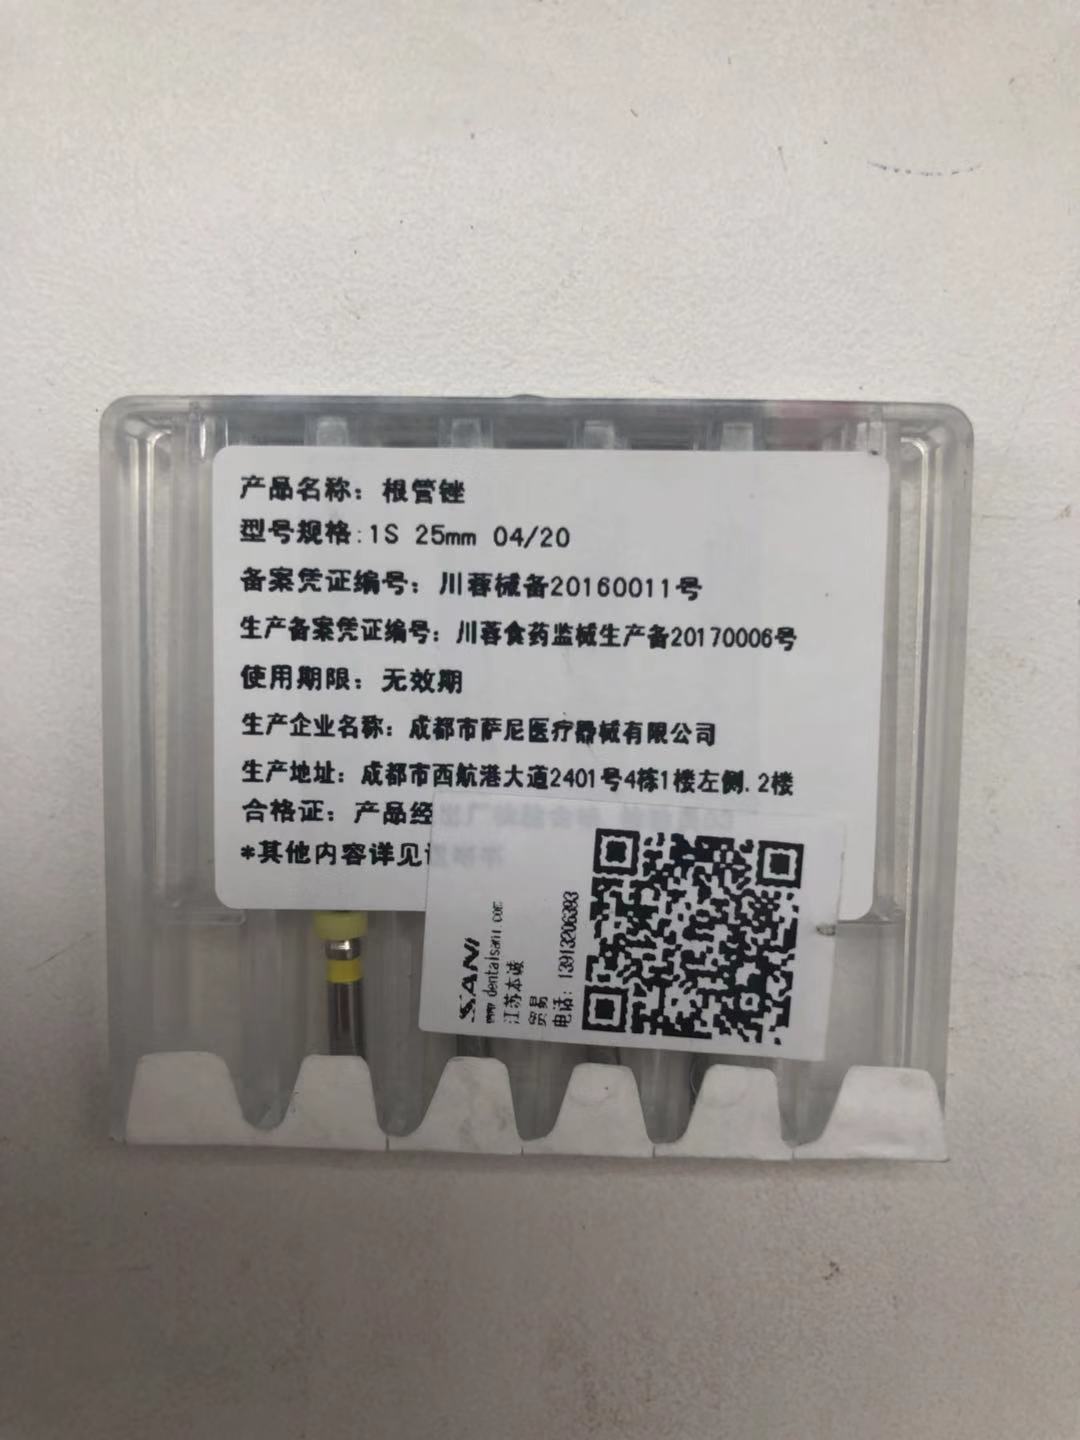 产品名称：根管锉
型号规格:1S 25mm 04/20
备案凭证编号：川蓉械备20160011号
生产备案凭证编号：川蓉食药监械生产备20170006号
使用期限：无效期
生产企业名称：成都市萨尼医疗器械有限公司
生产地址：成都市西航港大道2401号4栋1楼左侧.2楼
合格证：产品经
*其他内容详见
SANI
www.dentalsani.com
江苏本诚
贸易
电话：13913206393